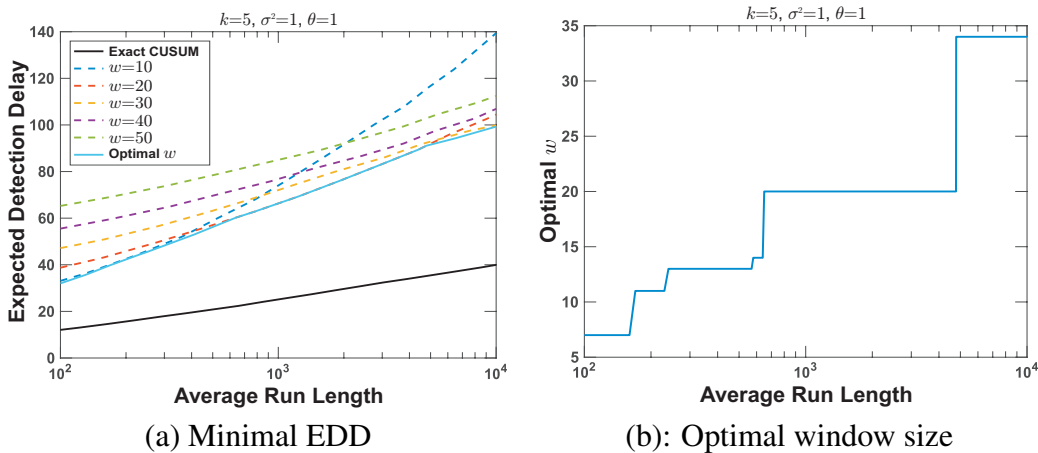 k=5, σ²=1, θ=1
140
120
100
80
60
40
20
0
Expected Detection Delay
Exact CUSUM
w=10
w=20
w=30
w=40
w=50
Optimal w
10² 10³ 10⁴
Average Run Length
(a) Minimal EDD
k=5, σ²=1, θ=1
35
30
25
20
15
10
5
Optimal w
10² 10³ 10⁴
Average Run Length
(b): Optimal window size